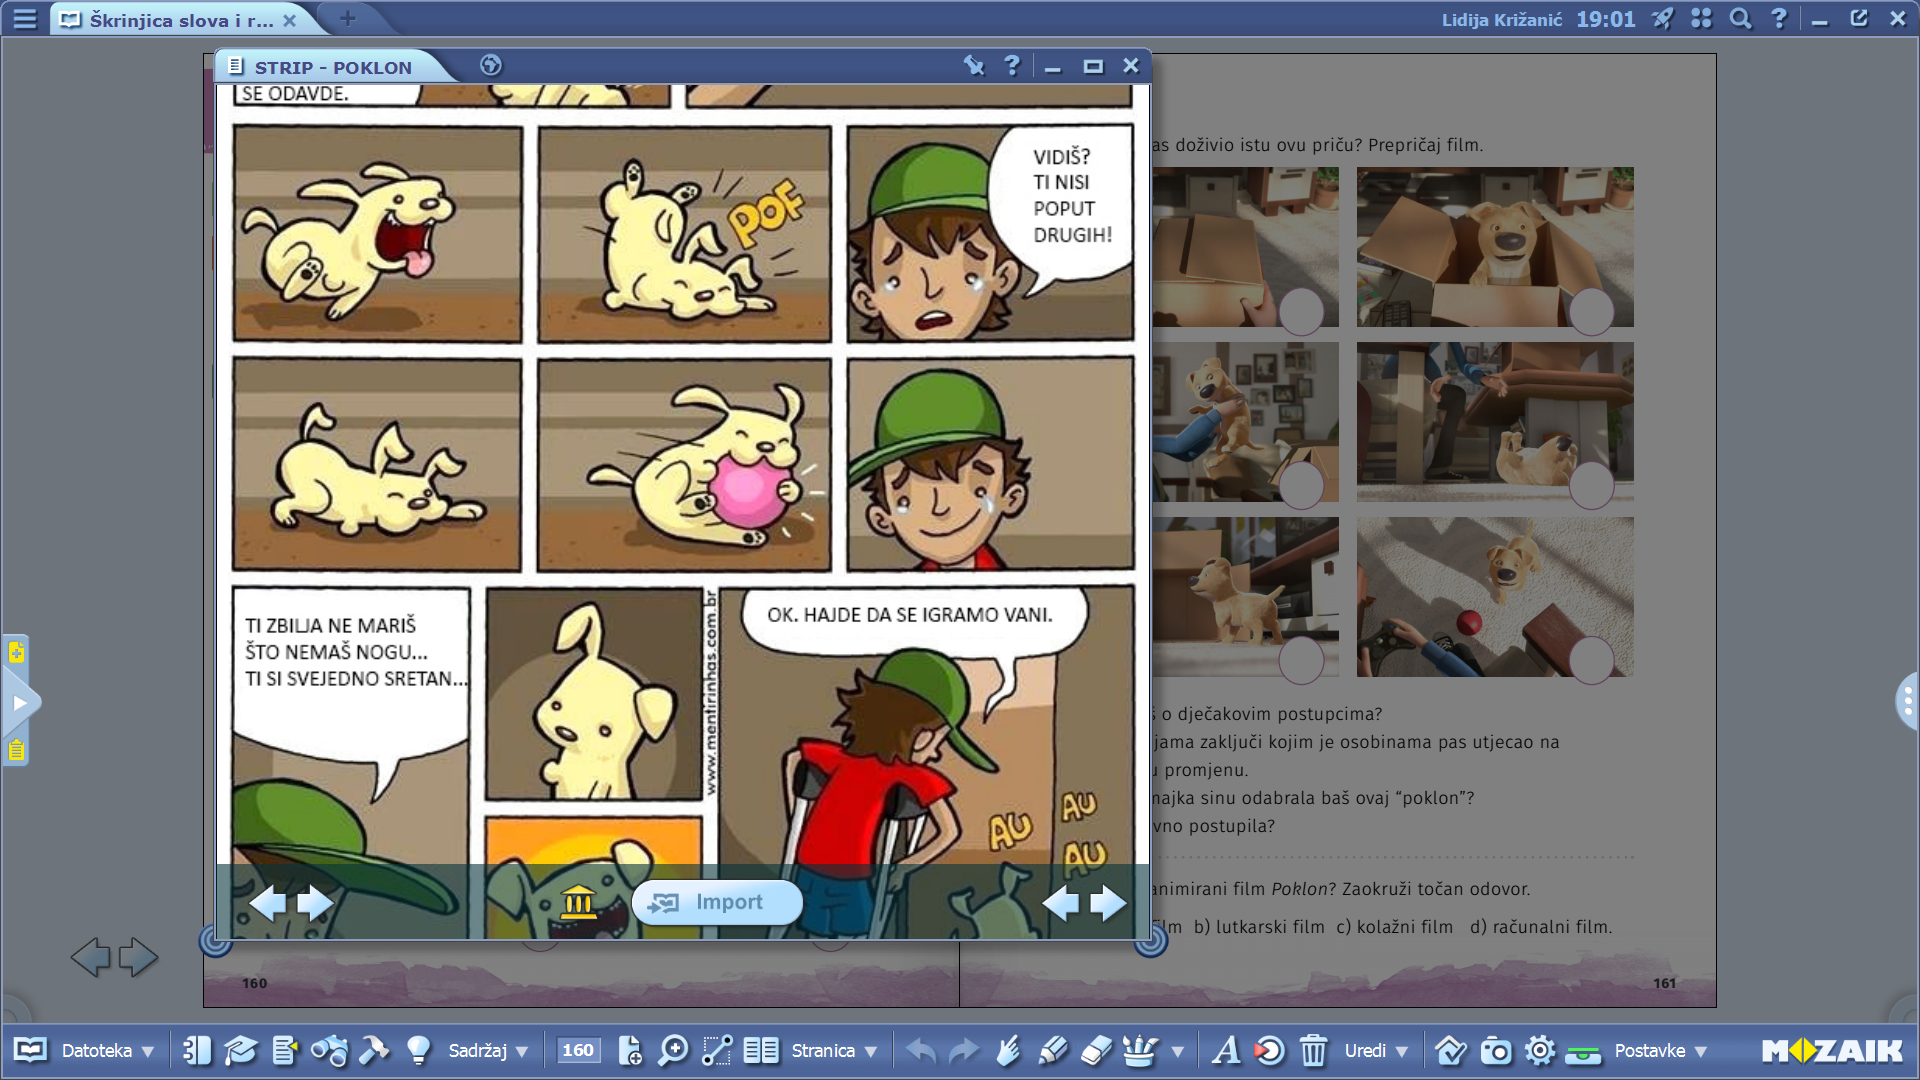 Škrinjica slova i r...
Lidija Križanić 19:01
STRIP - POKLON
SE ODAVDE.
POF
VIDIŠ?
TI NISI
POPUT
DRUGIH!
TI ZBILJA NE MARIŠ
ŠTO NEMAŠ NOGU...
TI SI SVEJEDNO SRETAN...
www.mentirinhas.com.br
OK. HAJDE DA SE IGRAMO VANI.
AU
AU
AU
Import
as doživio istu ovu priču? Prepričaj film.
o dječakovim postupcima?
jama zaključi kojim je osobinama pas utjecao na
promjenu.
majka sinu odabrala baš ovaj “poklon”?
vno postupila?
animirani film Poklon? Zaokruži točan odovor.
lm b) lutkarski film c) kolažni film d) računalni film.
160
161
Datoteka
Sadržaj
160
Stranica
Uredi
Postavke
MOZAIK